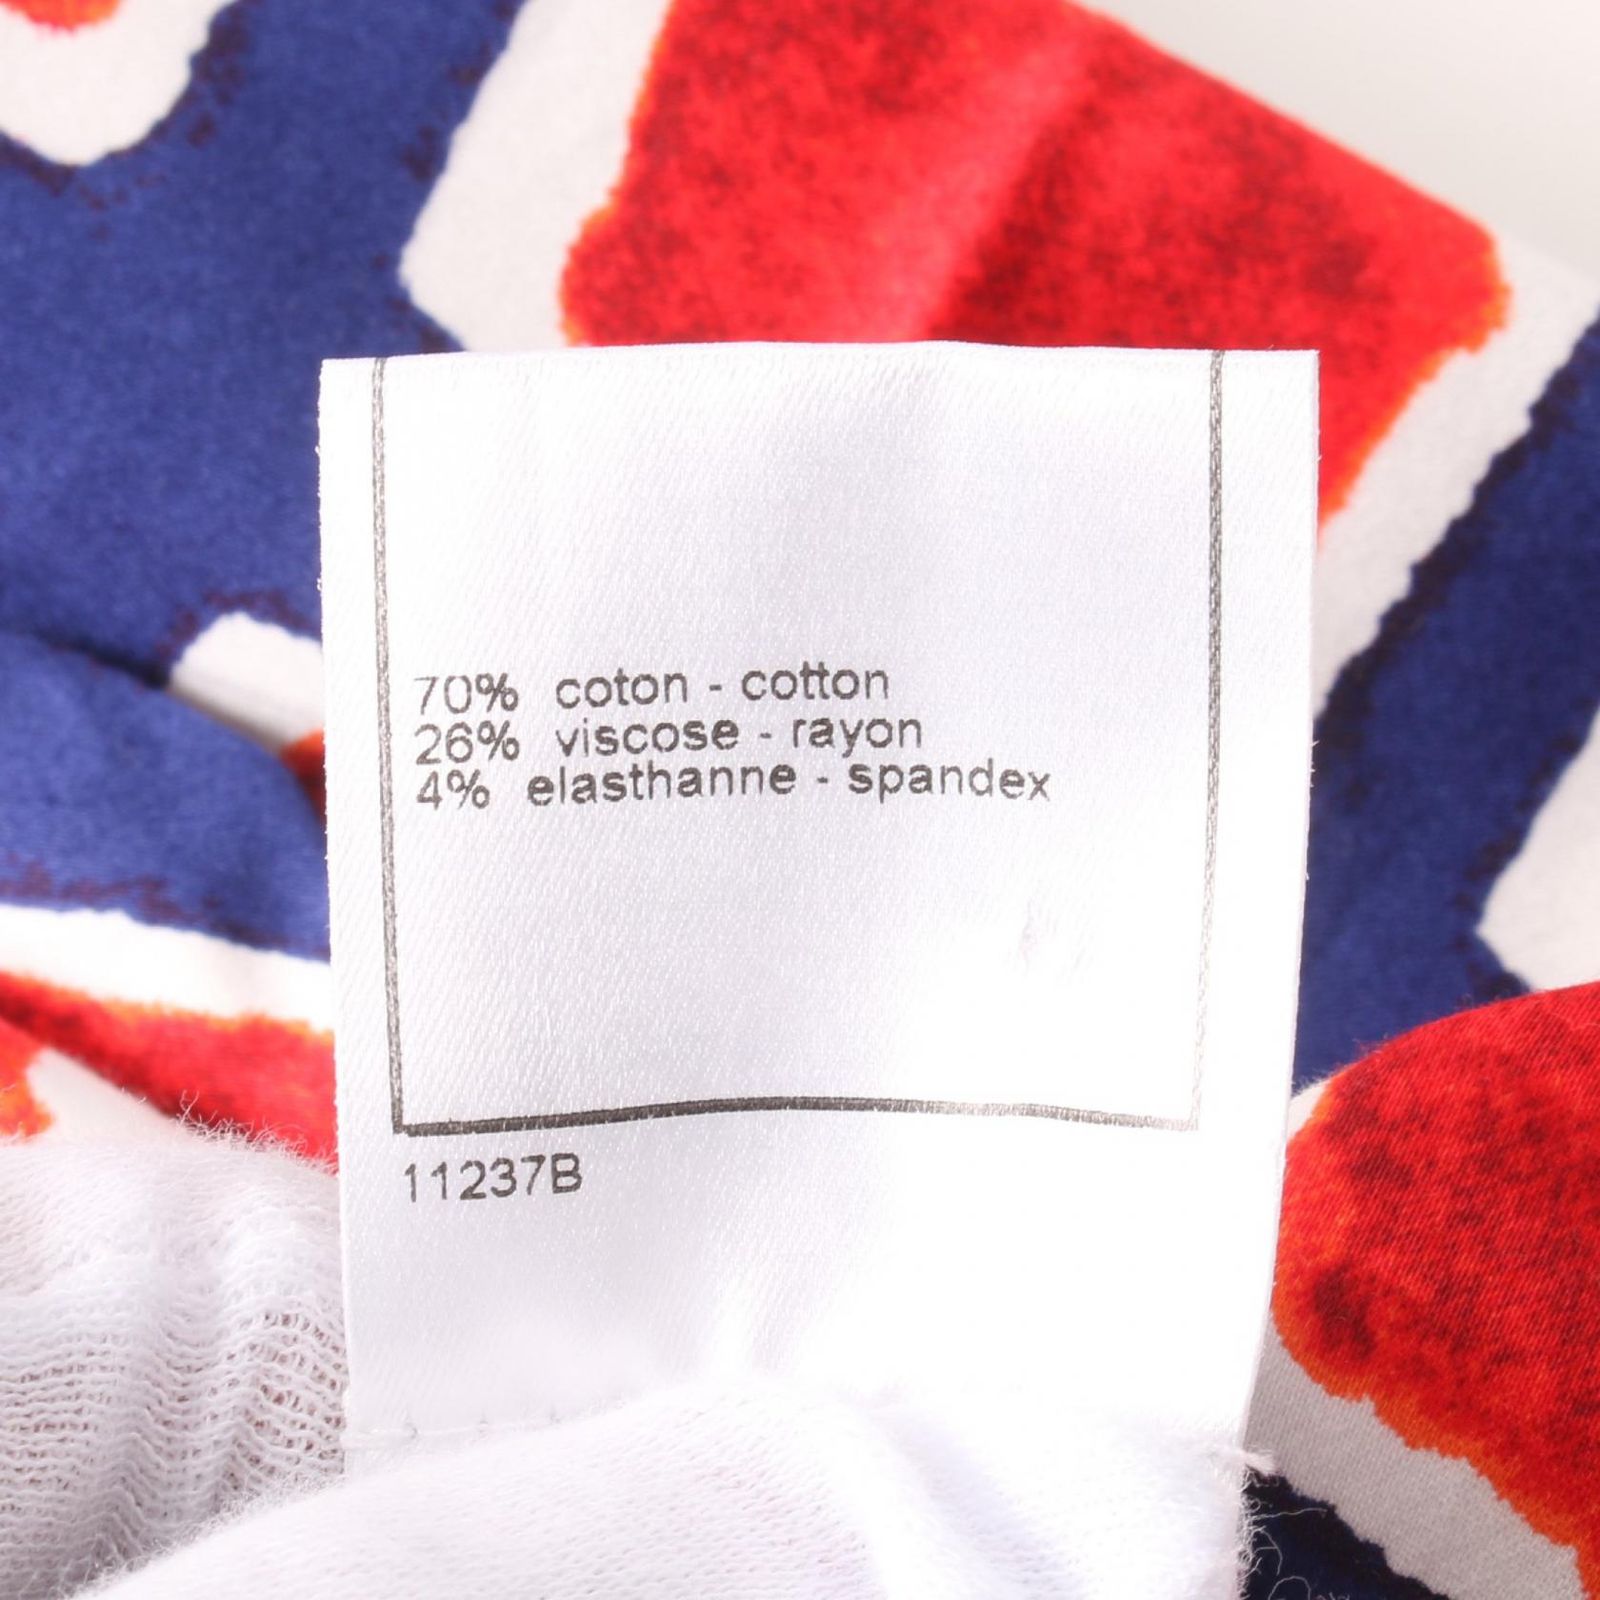 70% coton - cotton
26% viscose - rayon
4% elasthanne - spandex
11237B